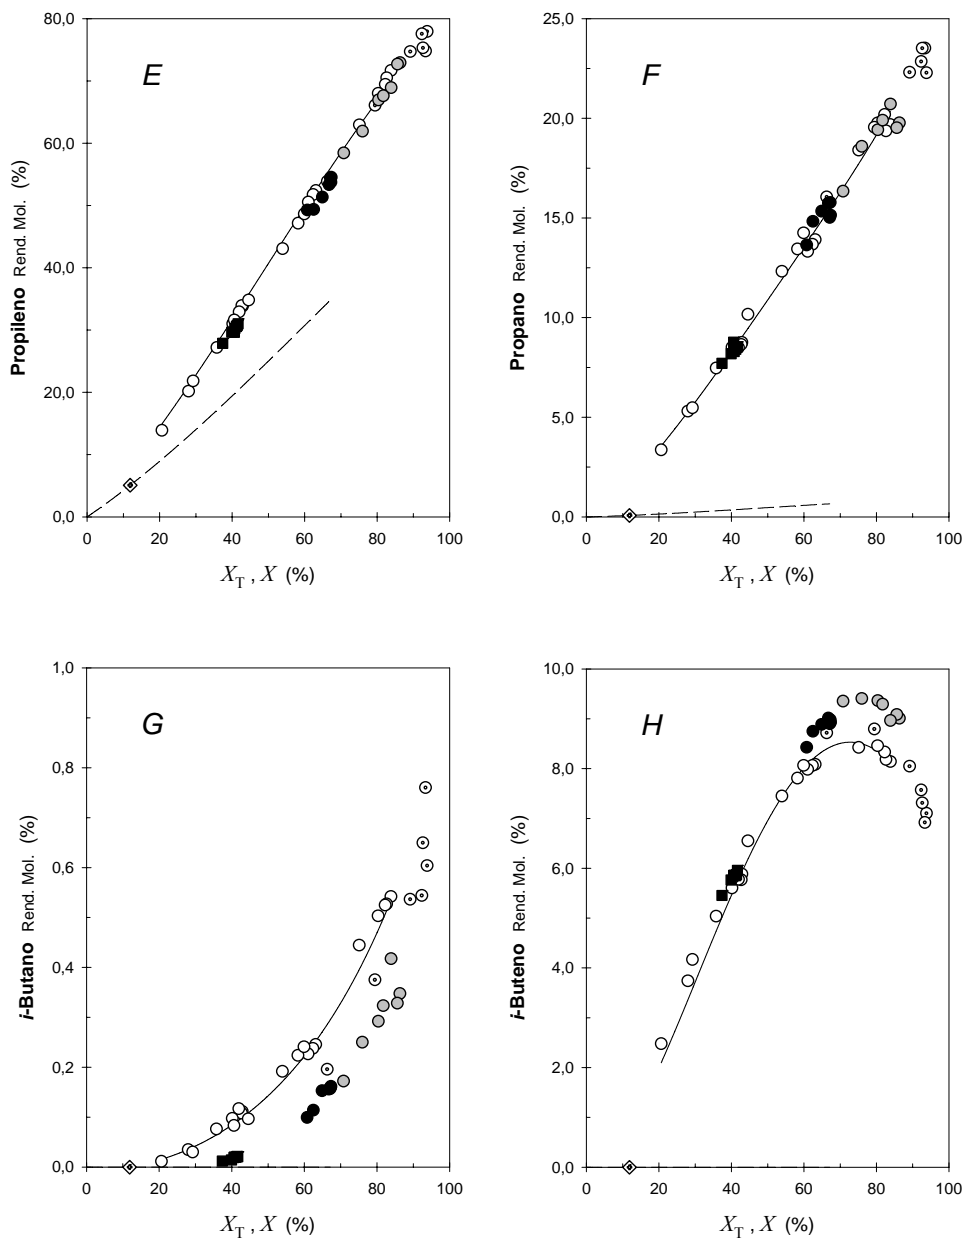 80,0
60,0
40,0
20,0
0,0
Propileno Rend. Mol. (%)
E
0 20 40 60 80 100
X_T , X (%)
25,0
20,0
15,0
10,0
5,0
0,0
Propano Rend. Mol. (%)
F
0 20 40 60 80 100
X_T , X (%)
1,0
0,8
0,6
0,4
0,2
0,0
i-Butano Rend. Mol. (%)
G
0 20 40 60 80 100
X_T , X (%)
10,0
8,0
6,0
4,0
2,0
0,0
i-Buteno Rend. Mol. (%)
H
0 20 40 60 80 100
X_T , X (%)